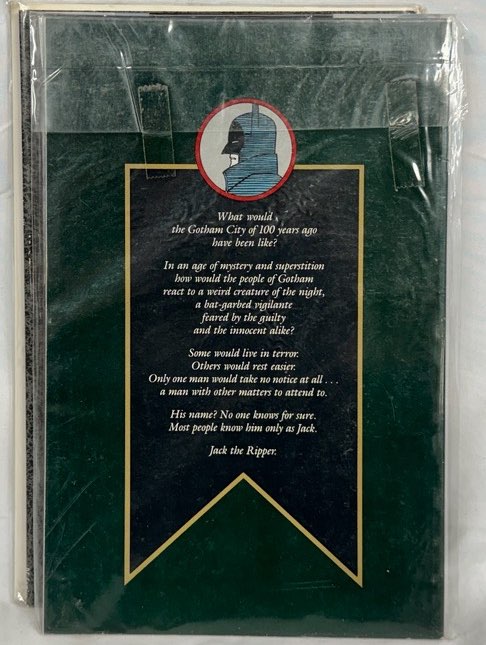 What would
the Gotham City of 100 years ago
have been like?
In an age of mystery and superstition
how would the people of Gotham
react to a weird creature of the night,
a bat-garbed vigilante
feared by the guilty
and the innocent alike?
Some would live in terror.
Others would rest easier.
Only one man would take no notice at all . . .
a man with other matters to attend to.
His name? No one knows for sure.
Most people know him only as Jack.
Jack the Ripper.